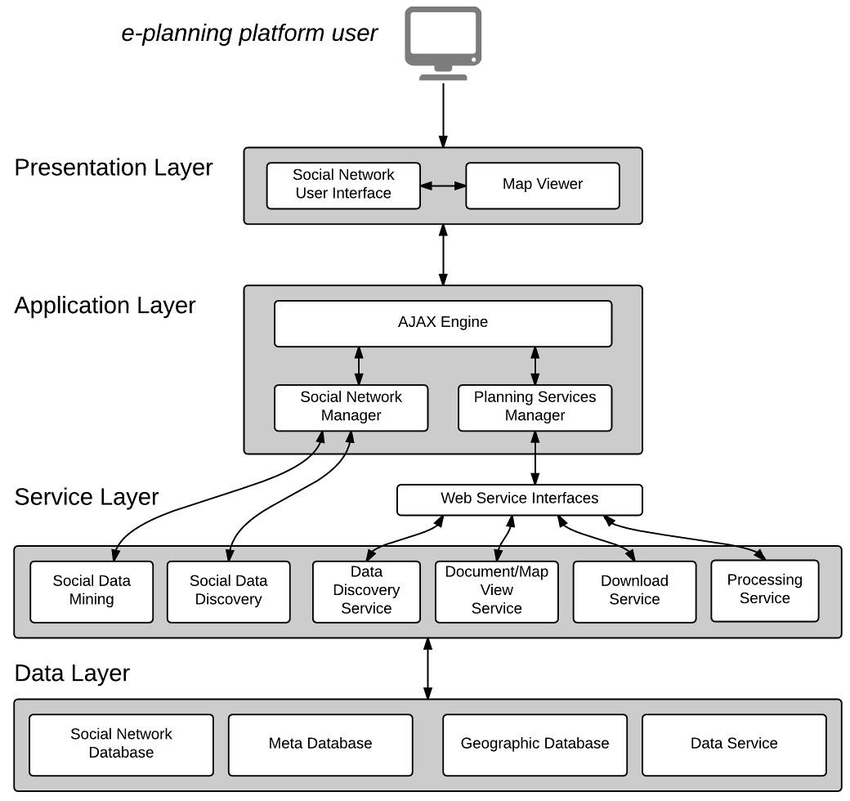 e-planning platform user
Presentation Layer
Social Network
User Interface
Map Viewer
Application Layer
AJAX Engine
Social Network
Manager
Planning Services
Manager
Service Layer
Web Service Interfaces
Social Data
Mining
Social Data
Discovery
Data
Discovery
Service
Document/Map
View
Service
Download
Service
Processing
Service
Data Layer
Social Network
Database
Meta Database
Geographic Database
Data Service